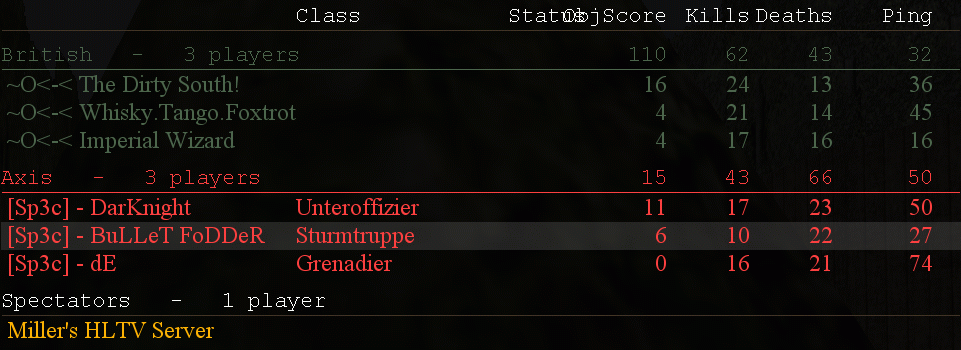 Class Status ObjScore Kills Deaths Ping
British - 3 players 110 62 43 32
~O<-< The Dirty South! 16 24 13 36
~O<-< Whisky.Tango.Foxtrot 4 21 14 45
~O<-< Imperial Wizard 4 17 16 16
Axis - 3 players 15 43 66 50
[Sp3c] - DarKnight Unteroffizier 11 17 23 50
[Sp3c] - BuLLeT FoDDeR Sturmtruppe 6 10 22 27
[Sp3c] - dE Grenadier 0 16 21 74
Spectators - 1 player
Miller's HLTV Server